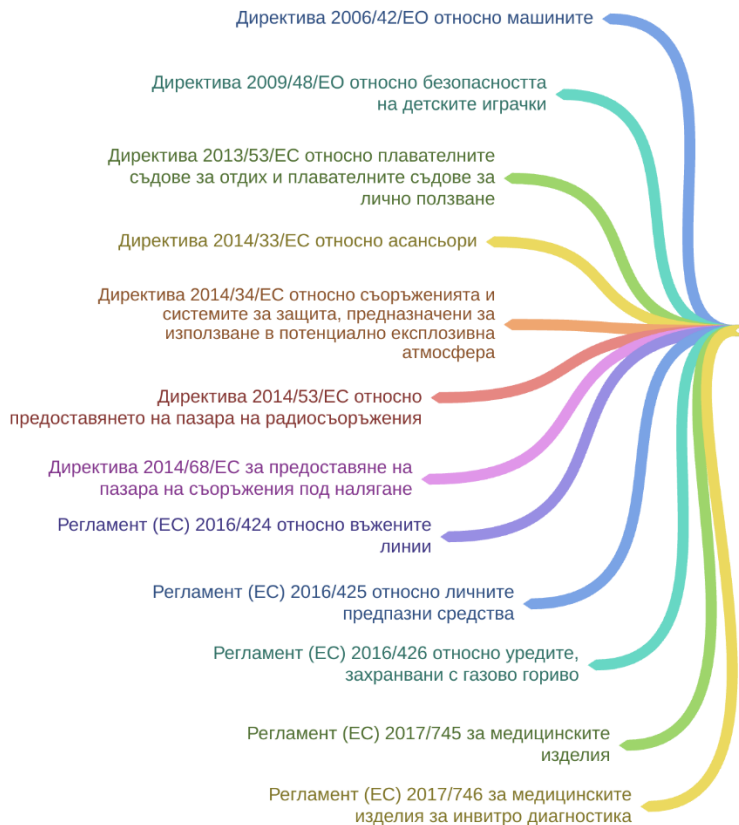 Директива 2006/42/ЕО относно машините
Директива 2009/48/ЕО относно безопасността
на детските играчки
Директива 2013/53/ЕС относно плавателните
съдове за отдих и плавателните съдове за
лично ползване
Директива 2014/33/ЕС относно асансьори
Директива 2014/34/ЕС относно съоръженията и
системите за защита, предназначени за
използване в потенциално експлозивна
атмосфера
Директива 2014/53/ЕС относно
предоставянето на пазара на радиосъоръжения
Директива 2014/68/ЕС за предоставяне на
пазара на съоръжения под налягане
Регламент (ЕС) 2016/424 относно въжените
линии
Регламент (ЕС) 2016/425 относно личните
предпазни средства
Регламент (ЕС) 2016/426 относно уредите,
захранвани с газово гориво
Регламент (ЕС) 2017/745 за медицинските
изделия
Регламент (ЕС) 2017/746 за медицинските
изделия за инвитро диагностика